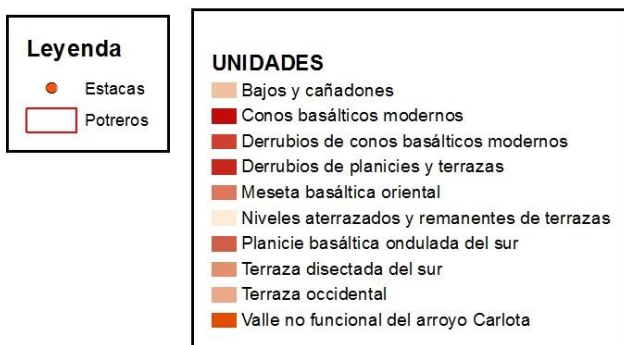 Leyenda
Estacas
Potreros
UNIDADES
Bajos y cañadones
Conos basálticos modernos
Derrubios de conos basálticos modernos
Derrubios de planicies y terrazas
Meseta basáltica oriental
Niveles aterrazados y remanentes de terrazas
Planicie basáltica ondulada del sur
Terraza disectada del sur
Terraza occidental
Valle no funcional del arroyo Carlota